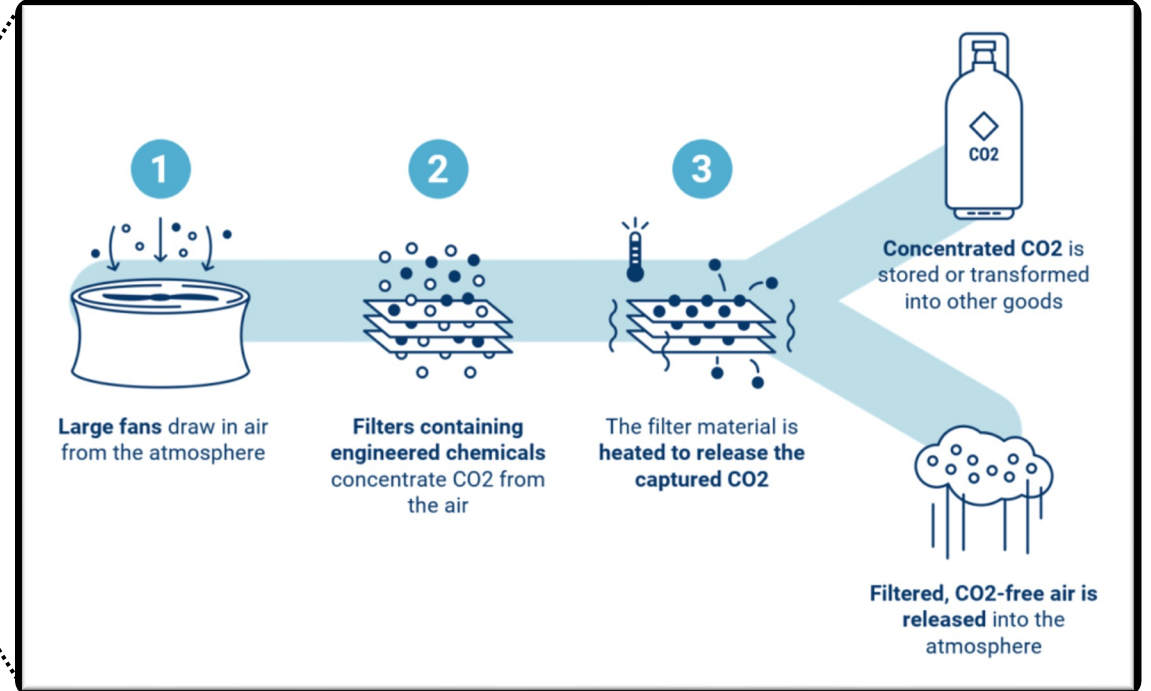 1
Large fans draw in air
from the atmosphere
2
Filters containing
engineered chemicals
concentrate CO2 from
the air
3
The filter material is
heated to release the
captured CO2
CO2
Concentrated CO2 is
stored or transformed
into other goods
Filtered, CO2-free air is
released into the
atmosphere